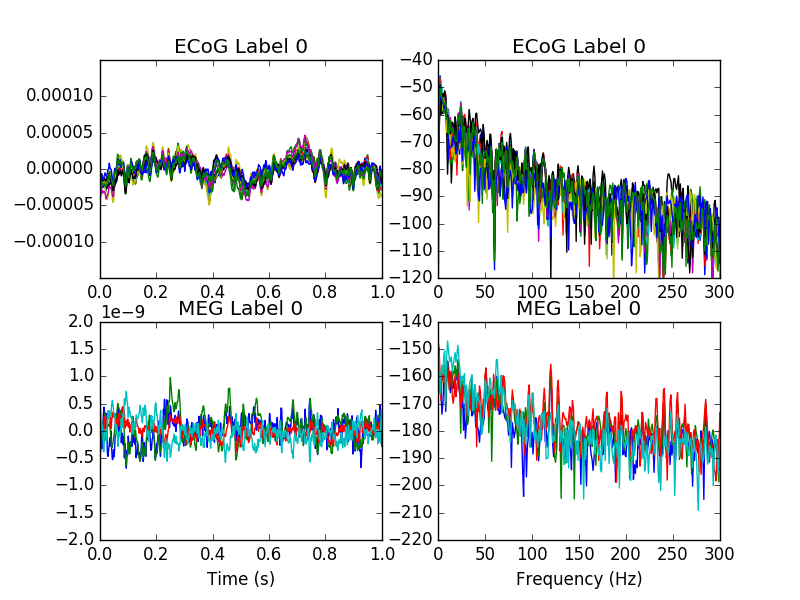 ECoG Label 0
0.00010
0.00005
0.00000
−0.00005
−0.00010
0.0 0.2 0.4 0.6 0.8 1.0
ECoG Label 0
−40
−50
−60
−70
−80
−90
−100
−110
−120
0 50 100 150 200 250 300
1e−9
MEG Label 0
2.0
1.5
1.0
0.5
0.0
−0.5
−1.0
−1.5
−2.0
0.0 0.2 0.4 0.6 0.8 1.0
Time (s)
MEG Label 0
−140
−150
−160
−170
−180
−190
−200
−210
−220
0 50 100 150 200 250 300
Frequency (Hz)